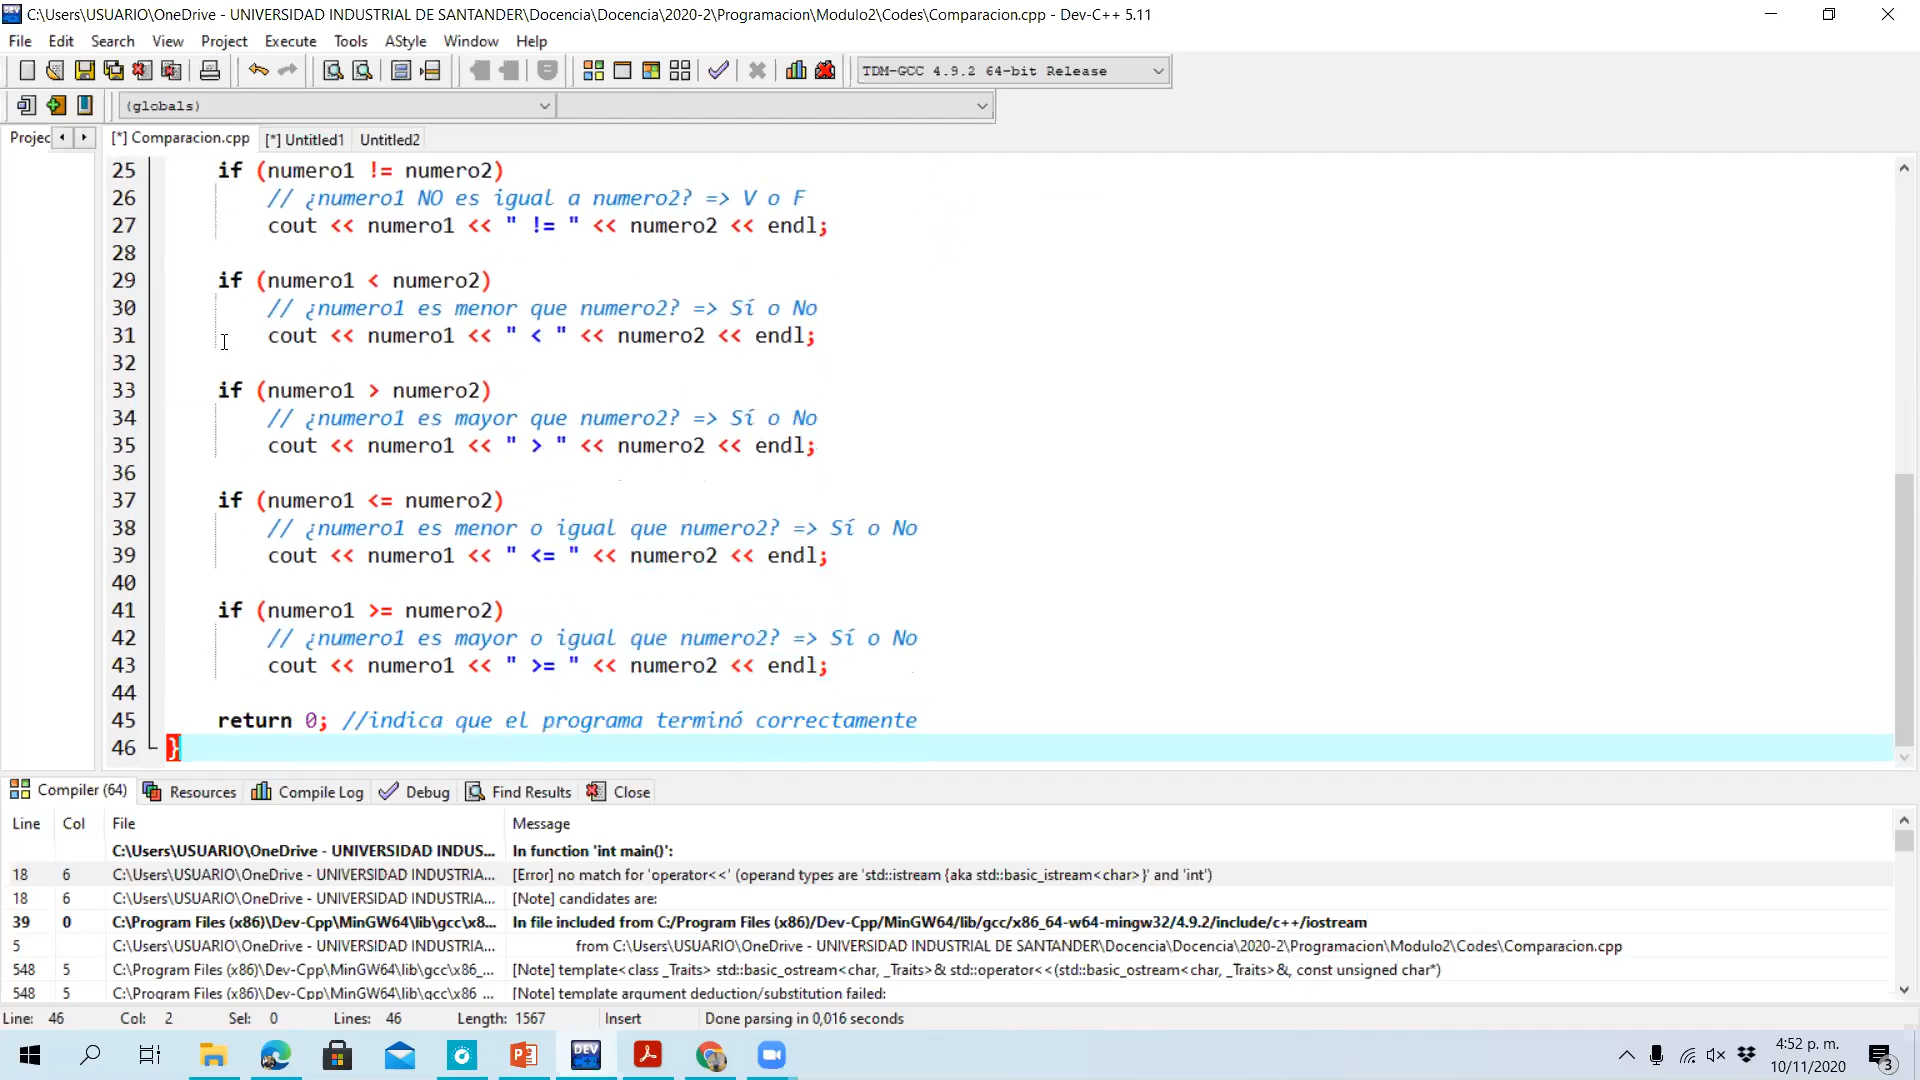 C:\Users\USUARIO\OneDrive - UNIVERSIDAD INDUSTRIAL DE SANTANDER\Docencia\Docencia\2020-2\Programacion\Modulo2\Codes\Comparacion.cpp - Dev-C++ 5.11
File Edit Search View Project Execute Tools AStyle Window Help
TDM-GCC 4.9.2 64-bit Release
(globals)
Projec [*] Comparacion.cpp [*] Untitled1 Untitled2
25 if (numero1 != numero2)
26 // ¿numero1 NO es igual a numero2? => V o F
27 cout << numero1 << " != " << numero2 << endl;
28
29 if (numero1 < numero2)
30 // ¿numero1 es menor que numero2? => Sí o No
31 cout << numero1 << " < " << numero2 << endl;
32
33 if (numero1 > numero2)
34 // ¿numero1 es mayor que numero2? => Sí o No
35 cout << numero1 << " > " << numero2 << endl;
36
37 if (numero1 <= numero2)
38 // ¿numero1 es menor o igual que numero2? => Sí o No
39 cout << numero1 << " <= " << numero2 << endl;
40
41 if (numero1 >= numero2)
42 // ¿numero1 es mayor o igual que numero2? => Sí o No
43 cout << numero1 << " >= " << numero2 << endl;
44
45 return 0; //indica que el programa terminó correctamente
46 }
Compiler (64) Resources Compile Log Debug Find Results Close
Line Col File Message
C:\Users\USUARIO\OneDrive - UNIVERSIDAD INDUS... In function 'int main()':
18 6 C:\Users\USUARIO\OneDrive - UNIVERSIDAD INDUSTRIA... [Error] no match for 'operator<<' (operand types are 'std::istream {aka std::basic_istream<char>}' and 'int')
18 6 C:\Users\USUARIO\OneDrive - UNIVERSIDAD INDUSTRIA... [Note] candidates are:
39 0 C:\Program Files (x86)\Dev-Cpp\MinGW64\lib\gcc\x8... In file included from C:/Program Files (x86)/Dev-Cpp/MinGW64/lib/gcc/x86_64-w64-mingw32/4.9.2/include/c++/iostream
5 C:\Users\USUARIO\OneDrive - UNIVERSIDAD INDUSTRIA... from C:\Users\USUARIO\OneDrive - UNIVERSIDAD INDUSTRIAL DE SANTANDER\Docencia\Docencia\2020-2\Programacion\Modulo2\Codes\Comparacion.cpp
548 5 C:\Program Files (x86)\Dev-Cpp\MinGW64\lib\gcc\x86_... [Note] template<class _Traits> std::basic_ostream<char, _Traits>& std::operator<<(std::basic_ostream<char, _Traits>&, const unsigned char*)
548 5 C:\Program Files (x86)\Dev-Cpp\MinGW64\lib\gcc\x86_... [Note] template argument deduction/substitution failed:
Line: 46 Col: 2 Sel: 0 Lines: 46 Length: 1567 Insert Done parsing in 0,016 seconds
DEV
4:52 p. m.
10/11/2020
3